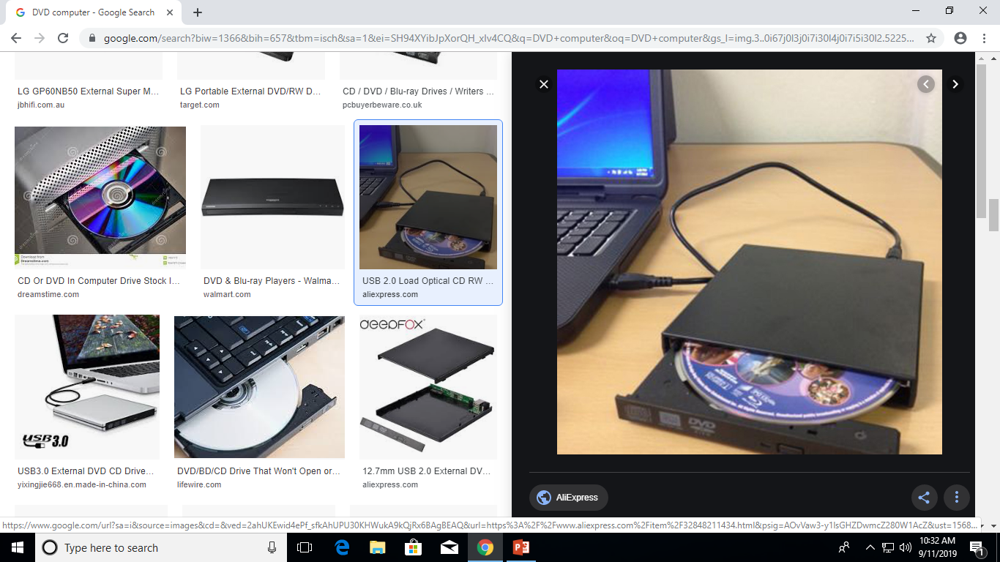 DVD computer - Google Search
google.com/search?biw=1366&bih=657&tbm=isch&sa=1&ei=SH94XYibJpXorQH_xIv4CQ&q=DVD+computer&oq=DVD+computer&gs_l=img.3..0i67j0l3j0i7i30l4j0i7i5i30l2.5225...
LG GP60NB50 External Super M...
jbhifi.com.au
LG Portable External DVD/RW D...
target.com
CD / DVD / Blu-ray Drives / Writers ...
pcbuyerbeware.co.uk
CD Or DVD In Computer Drive Stock I...
dreamstime.com
DVD & Blu-ray Players - Walma...
walmart.com
USB 2.0 Load Optical CD RW ...
aliexpress.com
USB 3.0
USB3.0 External DVD CD Drive...
yixingjie668.en.made-in-china.com
DVD/BD/CD Drive That Won't Open or...
lifewire.com
DEEPFOX
12.7mm USB 2.0 External DV...
aliexpress.com
DVD
AliExpress
https://www.google.com/url?sa=i&source=images&cd=&ved=2ahUKEwid4ePf_sfkAhUPU30KHWukA9kQjRx6BAgBEAQ&url=https%3A%2F%2Fwww.aliexpress.com%2Fitem%2F32848211434.html&psig=AOvVaw3-y1lsGHZDwmcZ280W1AcZ&ust=1568...
Type here to search
10:32 AM
9/11/2019
1